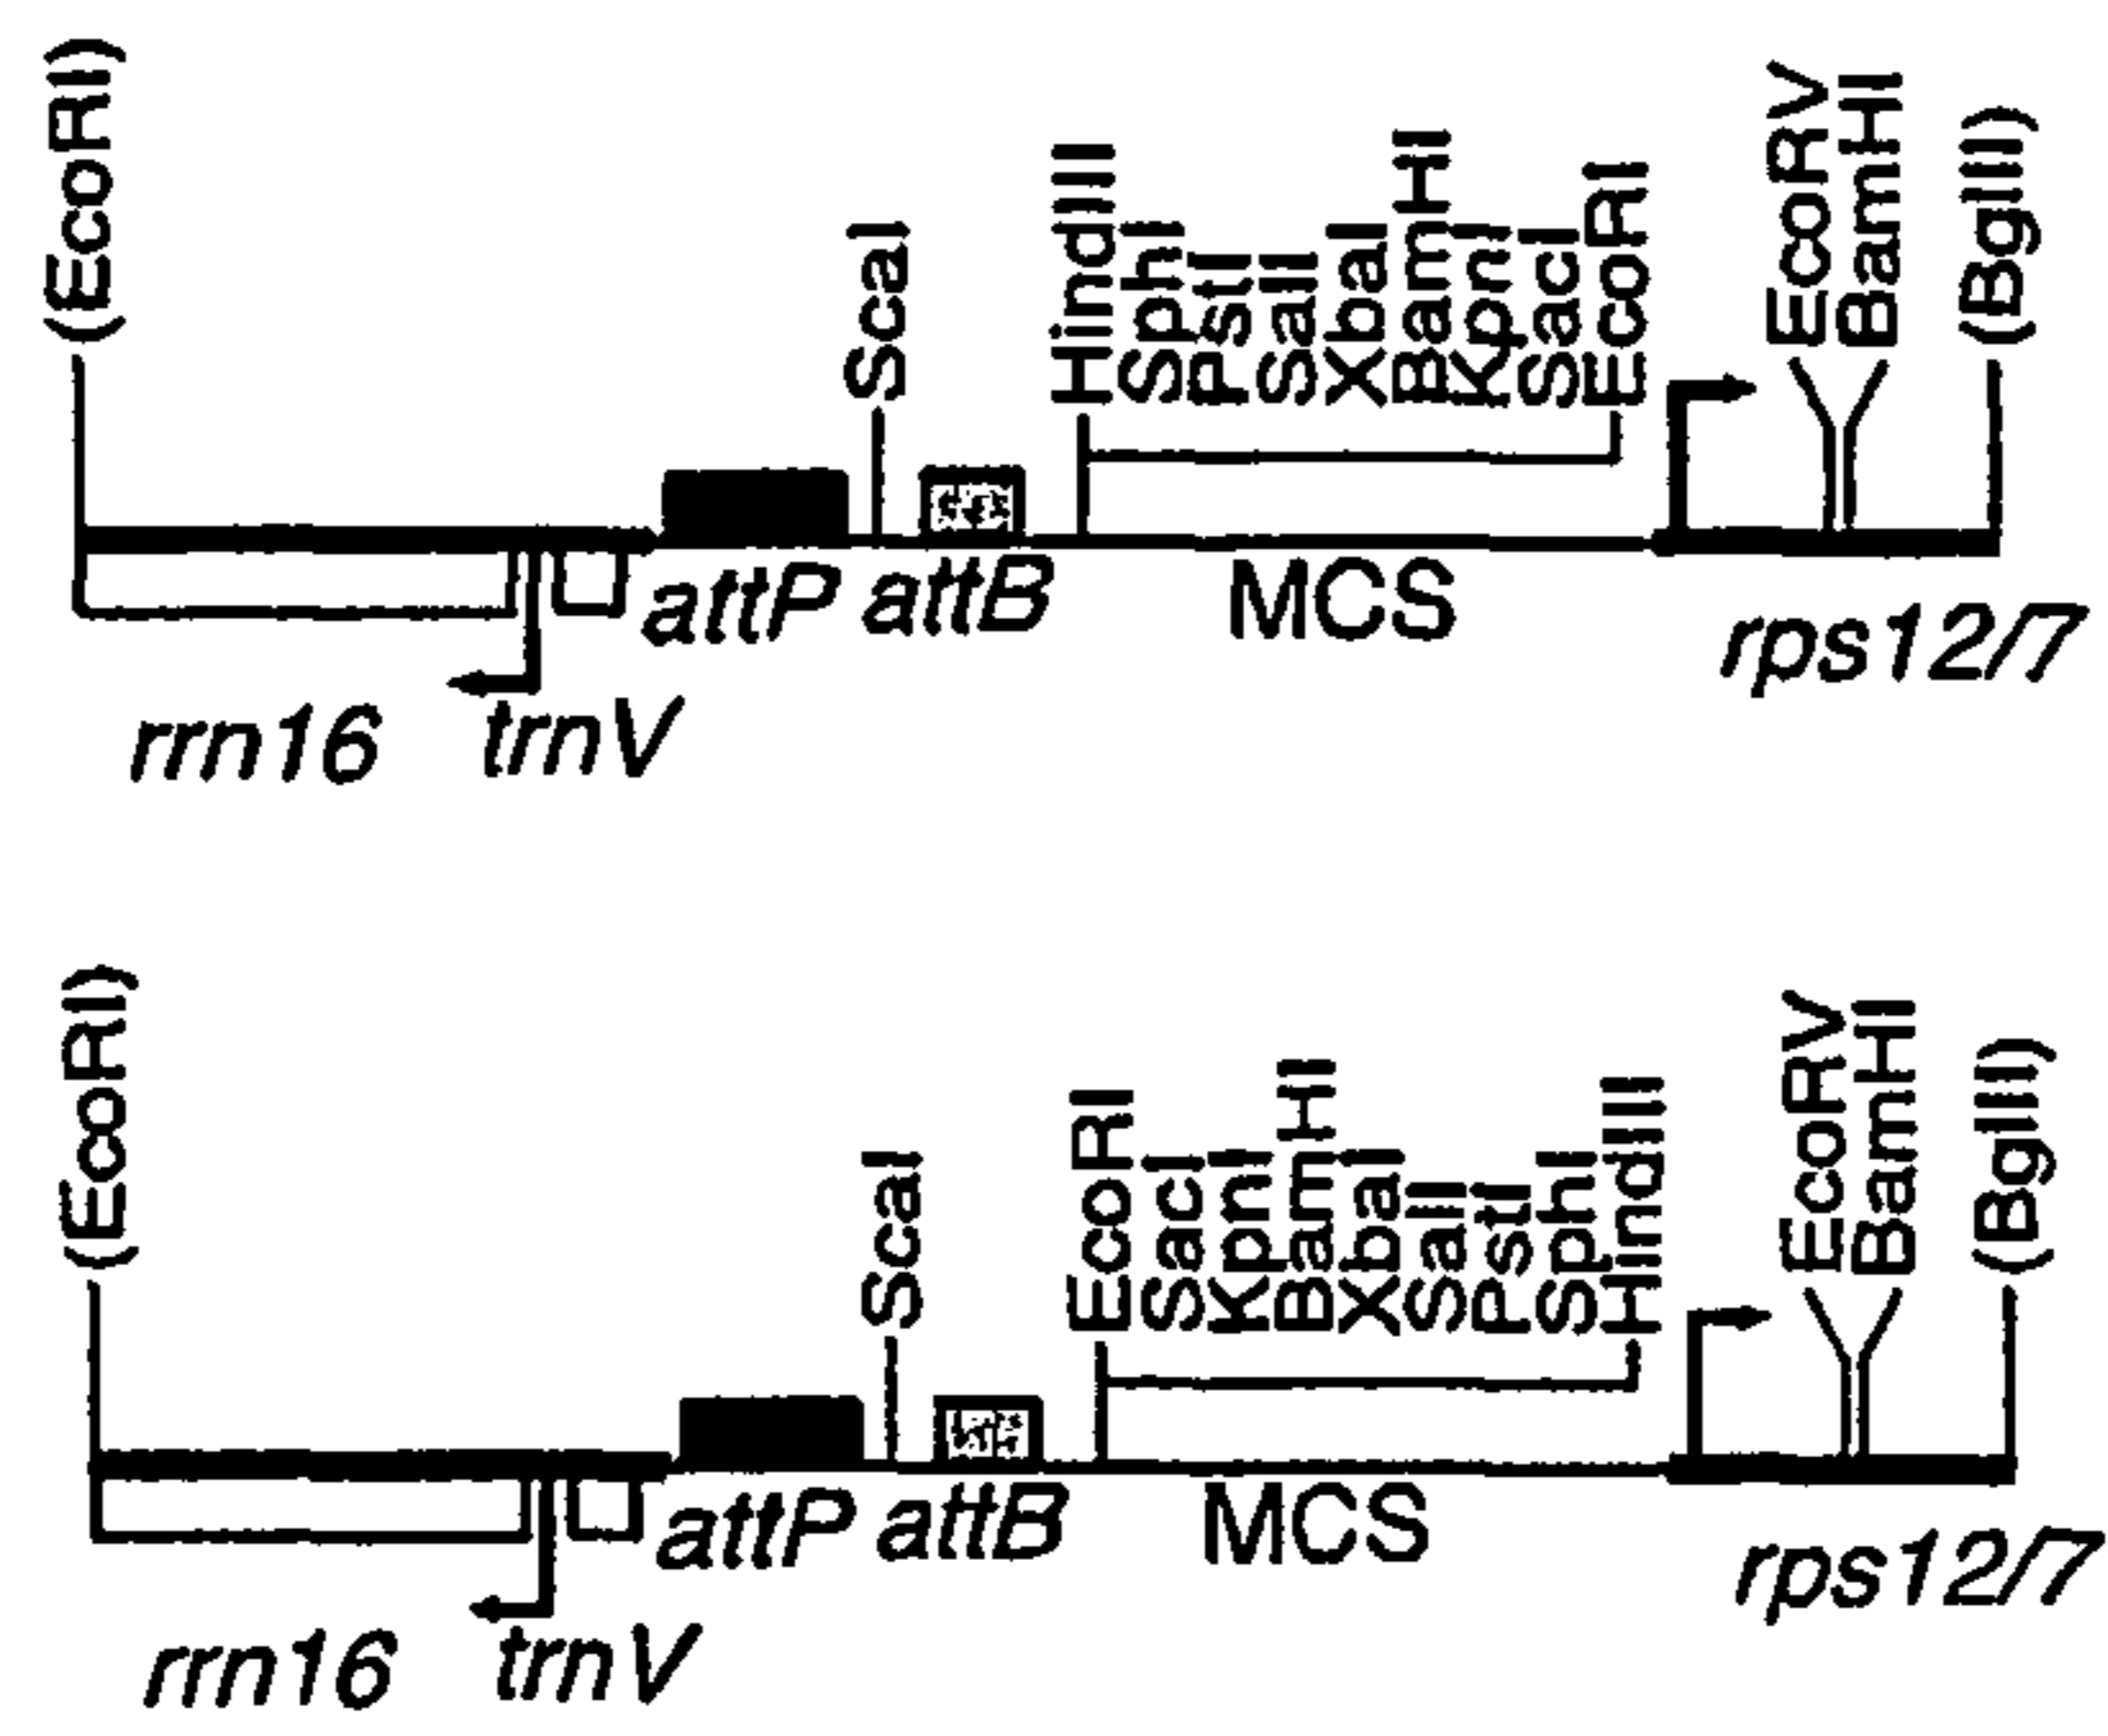 (EcoRI)
ScaI
HindIII
SphI
PstI
SalI
XbaI
BamHI
KpnI
SacI
EcoRI
EcoRV
BamHI
(BglII)
attP attB MCS
rps12/7
rrn16 trnV
(EcoRI)
ScaI
EcoRI
SacI
KpnI
BamHI
XbaI
SalI
PstI
SphI
HindIII
EcoRV
BamHI
(BglII)
attP attB MCS
rps12/7
rrn16 trnV